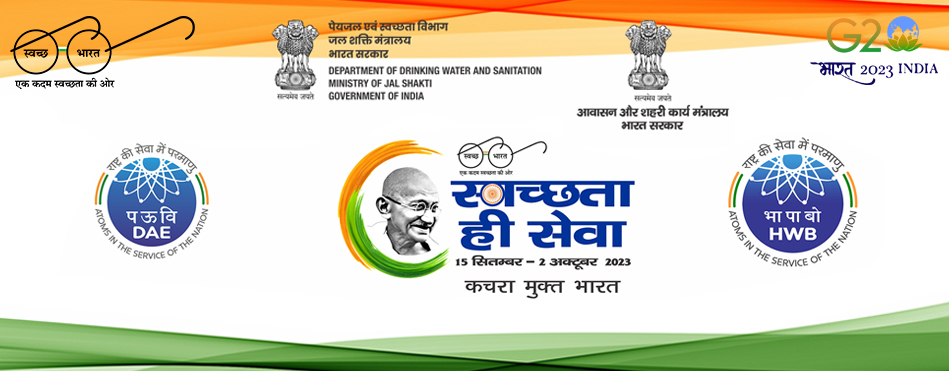 स्वच्छ भारत
एक कदम स्वच्छता की ओर
पेयजल एवं स्वच्छता विभाग
जल शक्ति मंत्रालय
भारत सरकार
DEPARTMENT OF DRINKING WATER AND SANITATION
MINISTRY OF JAL SHAKTI
GOVERNMENT OF INDIA
सत्यमेव जयते
सत्यमेव जयते
आवासन और शहरी कार्य मंत्रालय
भारत सरकार
G20
भारत 2023 INDIA
राष्ट्र की सेवा में परमाणु
प ऊ वि
DAE
ATOMS IN THE SERVICE OF THE NATION
स्वच्छ भारत
एक कदम स्वच्छता की ओर
स्वच्छता
ही सेवा
15 सितम्बर – 2 अक्टूबर 2023
कचरा मुक्त भारत
राष्ट्र की सेवा में परमाणु
भा पा बो
HWB
ATOMS IN THE SERVICE OF THE NATION